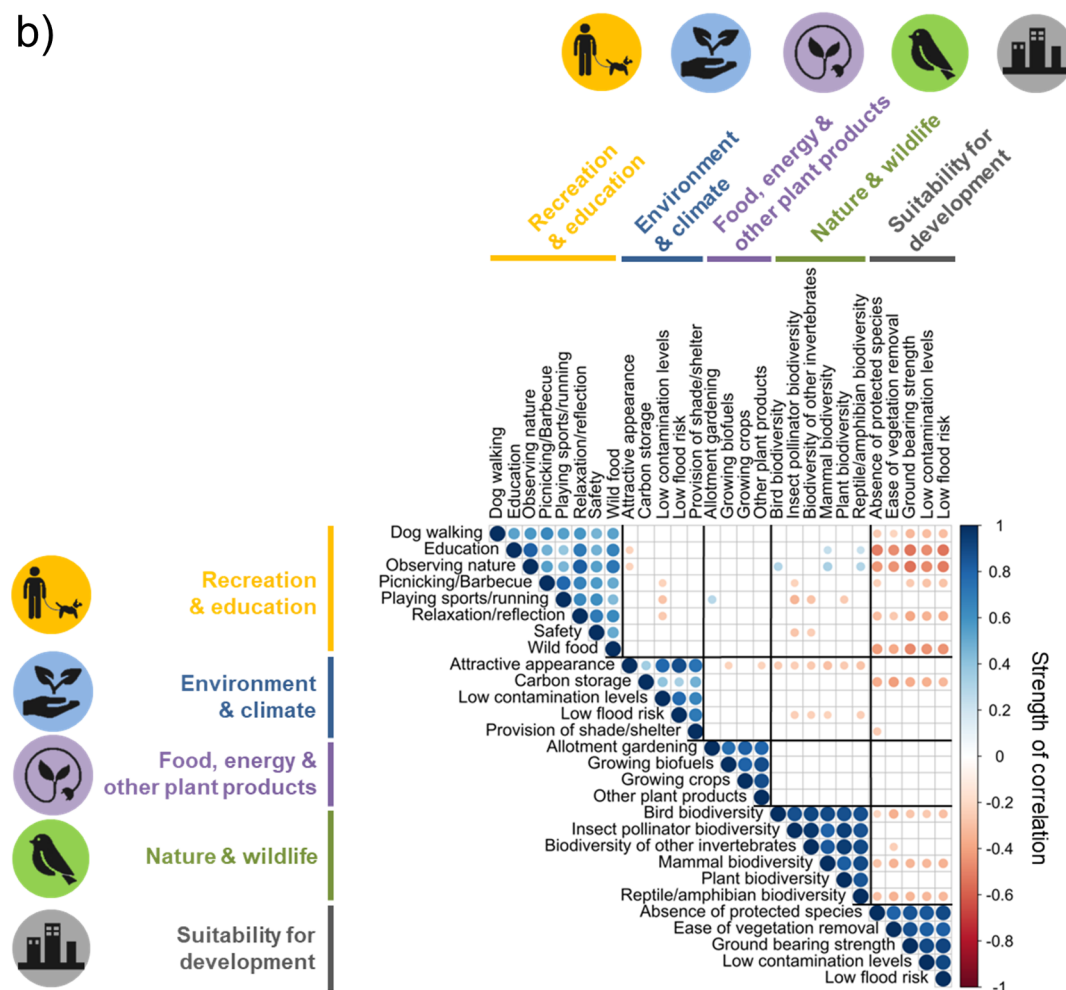 b)
Recreation
& education
Environment
& climate
Food, energy &
other plant products
Nature & wildlife
Suitability for
development
Dog walking
Education
Observing nature
Picnicking/Barbecue
Playing sports/running
Relaxation/reflection
Safety
Wild food
Attractive appearance
Carbon storage
Low contamination levels
Low flood risk
Provision of shade/shelter
Allotment gardening
Growing biofuels
Growing crops
Other plant products
Bird biodiversity
Insect pollinator biodiversity
Biodiversity of other invertebrates
Mammal biodiversity
Plant biodiversity
Reptile/amphibian biodiversity
Absence of protected species
Ease of vegetation removal
Ground bearing strength
Low contamination levels
Low flood risk
Recreation
& education
Environment
& climate
Food, energy &
other plant products
Nature & wildlife
Suitability for
development
Dog walking
Education
Observing nature
Picnicking/Barbecue
Playing sports/running
Relaxation/reflection
Safety
Wild food
Attractive appearance
Carbon storage
Low contamination levels
Low flood risk
Provision of shade/shelter
Allotment gardening
Growing biofuels
Growing crops
Other plant products
Bird biodiversity
Insect pollinator biodiversity
Biodiversity of other invertebrates
Mammal biodiversity
Plant biodiversity
Reptile/amphibian biodiversity
Absence of protected species
Ease of vegetation removal
Ground bearing strength
Low contamination levels
Low flood risk
1
0.8
0.6
0.4
0.2
0
-0.2
-0.4
-0.6
-0.8
-1
Strength of correlation